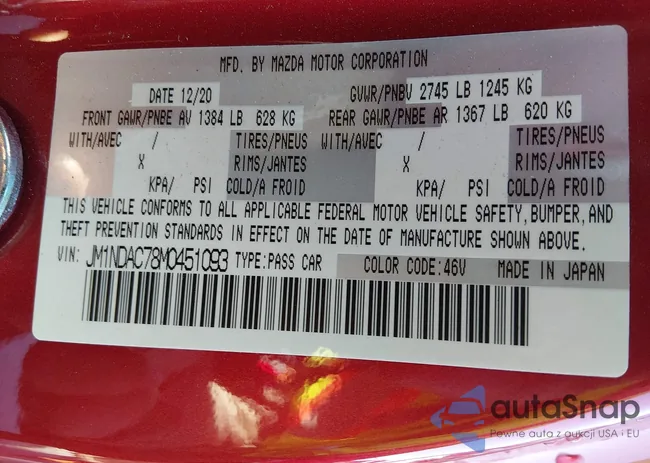 MFD. BY MAZDA MOTOR CORPORATION
DATE 12/20 GVWR/PNBV 2745 LB 1245 KG
FRONT GAWR/PNBE AV 1384 LB 628 KG REAR GAWR/PNBE AR 1367 LB 620 KG
WITH/AVEC / TIRES/PNEUS WITH/AVEC / TIRES/PNEUS
X RIMS/JANTES X RIMS/JANTES
KPA/ PSI COLD/A FROID KPA/ PSI COLD/A FROID
THIS VEHICLE CONFORMS TO ALL APPLICABLE FEDERAL MOTOR VEHICLE SAFETY, BUMPER, AND
THEFT PREVENTION STANDARDS IN EFFECT ON THE DATE OF MANUFACTURE SHOWN ABOVE.
VIN: JM1NDAC78M0451093 TYPE:PASS CAR COLOR CODE:46V MADE IN JAPAN
autaSnap
Pewne auta z aukcji USA i EU